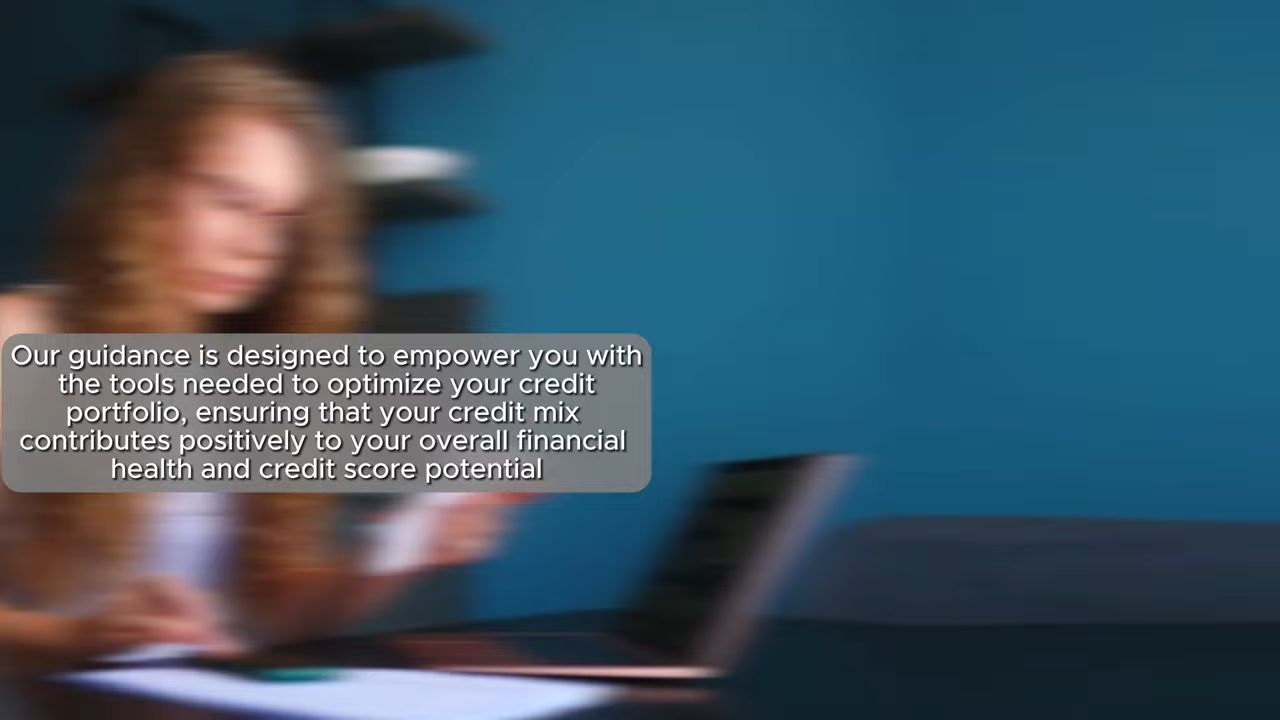 Our guidance is designed to empower you with
the tools needed to optimize your credit
portfolio, ensuring that your credit mix
contributes positively to your overall financial
health and credit score potential